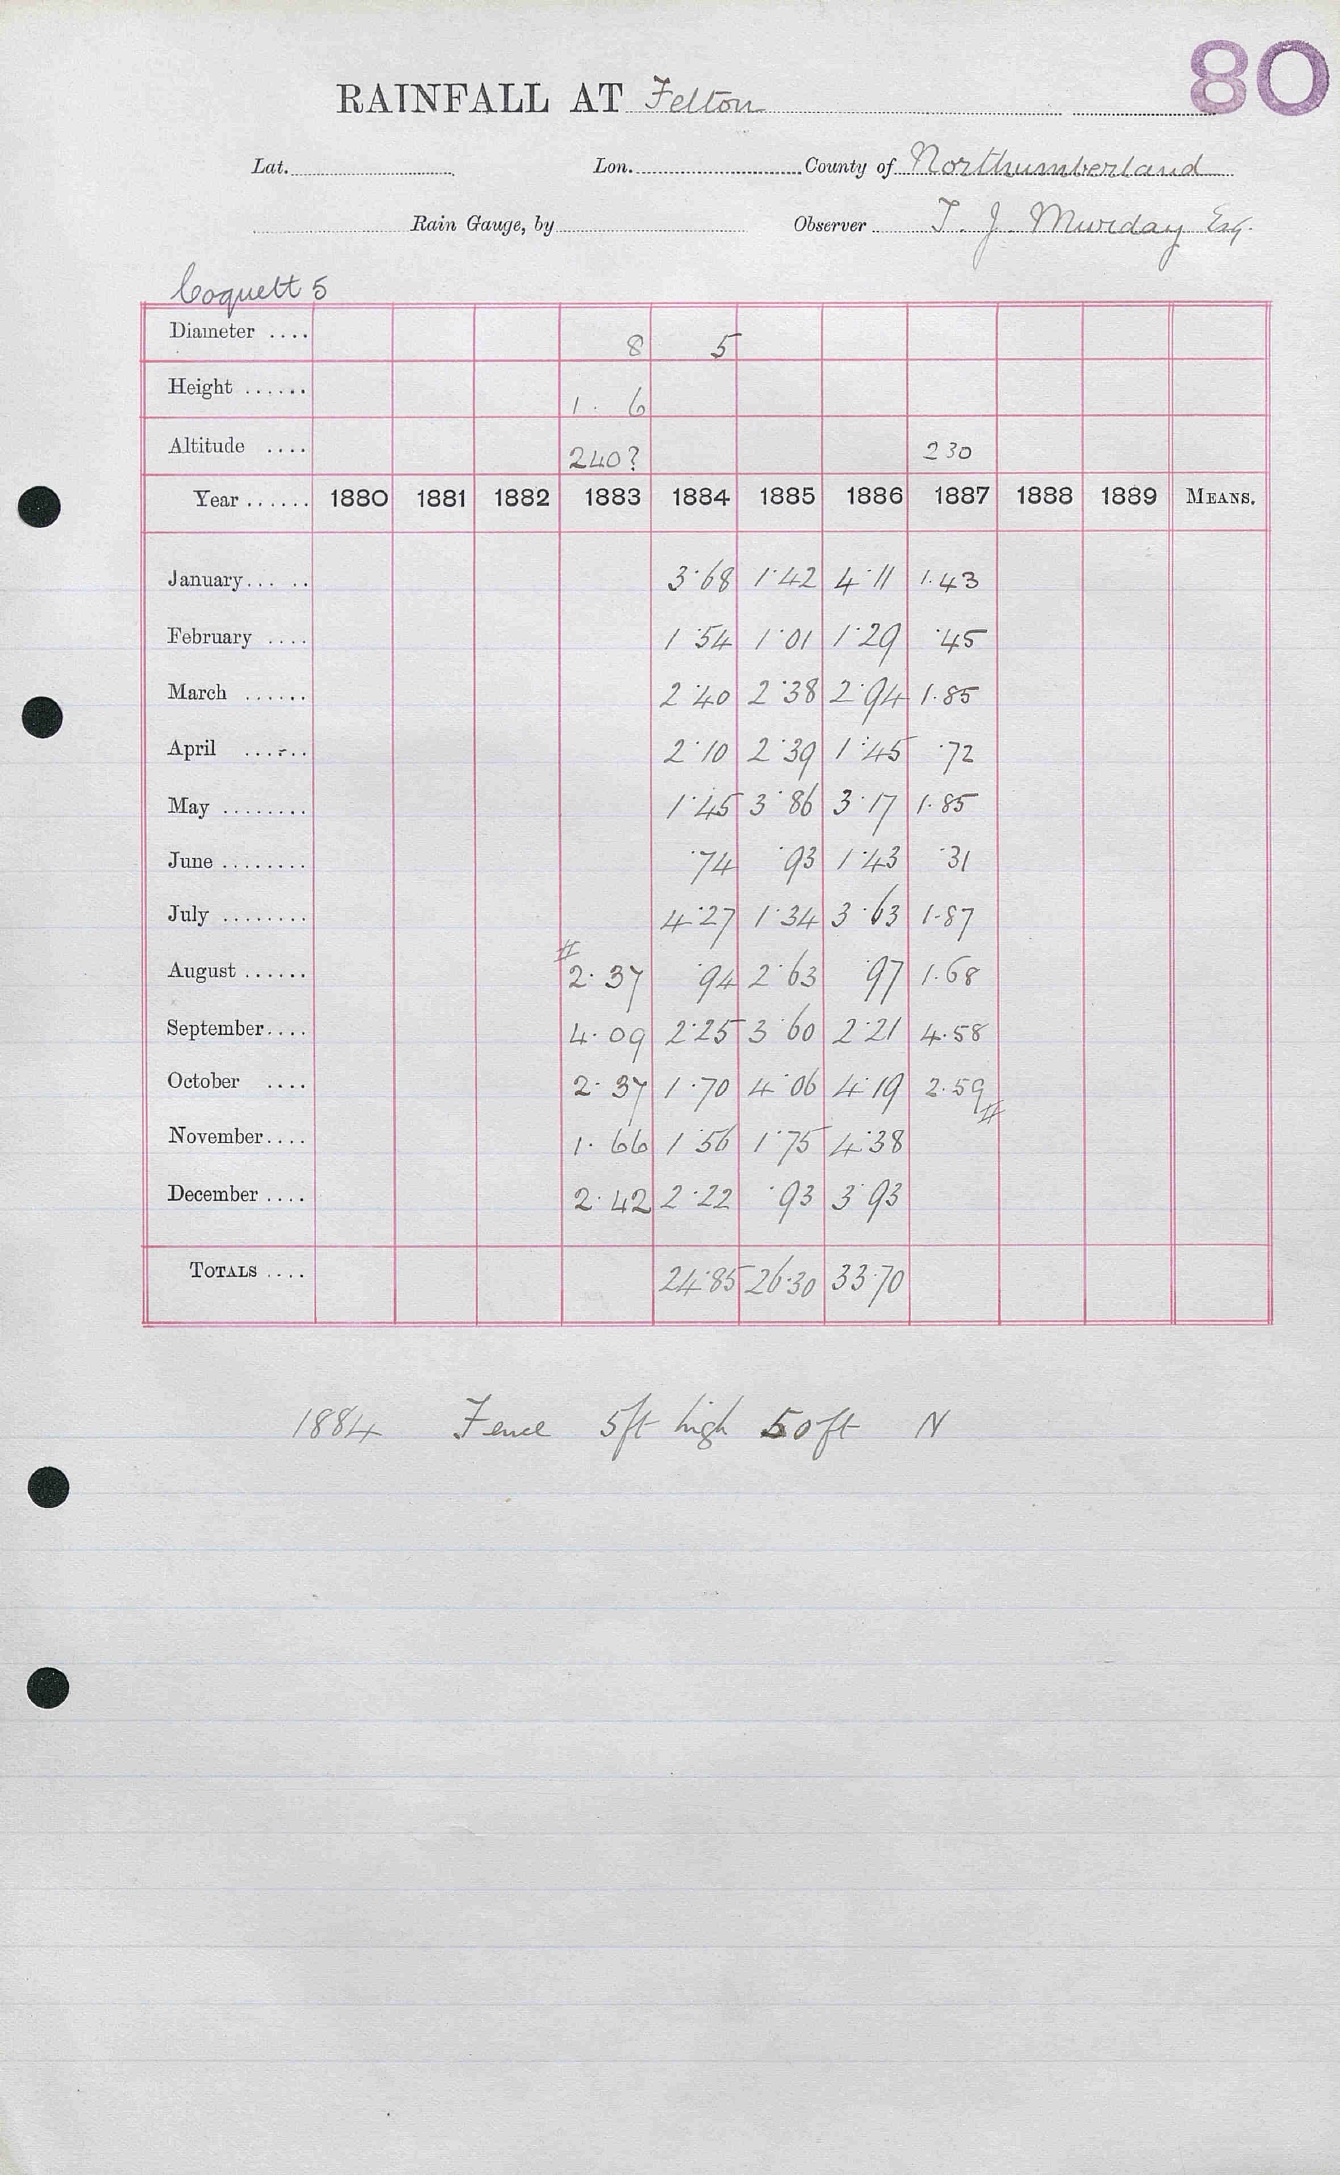 80
RAINFALL AT Felton
Lat. Lon. County of Northumberland
Rain Gauge, by Observer T. J. Murday Esq.
Coquett 5
Diameter .... 8 5
Height ...... 1. 6
Altitude .... 240? 230
Year ...... 1880 1881 1882 1883 1884 1885 1886 1887 1888 1889 MEANS.
January... .. 3·68 1·42 4·11 1.43
February .... 1·54 1·01 1·29 ·45
March ...... 2·40 2·38 2·94 1.85
April ...... 2·10 2·39 1·45 ·72
May ........ 1·45 3·86 3·17 1.85
June ........ ·74 ·93 1·43 ·31
July ........ 4·27 1·34 3·63 1.87
August ...... # 2.37 ·94 2·63 ·97 1.68
September.... 4.09 2·25 3·60 2·21 4.58
October .... 2.37 1·70 4·06 4·19 2.59 #
November.... 1.66 1·56 1·75 4·38
December .... 2.42 2·22 ·93 3·93
TOTALS .... 24·85 26·30 33·70
1884 Fence 5ft high 50ft N